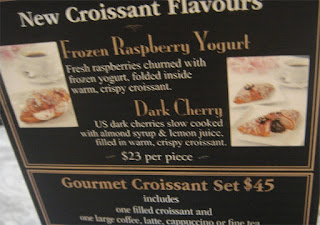 New Croissant Flavours
Frozen Raspberry Yogurt
Fresh raspberries churned with
frozen yogurt, folded inside
warm, crispy croissant.
Dark Cherry
US dark cherries slow cooked
with almond syrup & lemon juice,
filled in warm, crispy croissant.
$23 per piece
Gourmet Croissant Set $45
includes
one filled croissant and
one large coffee, latte, cappuccino or fine tea